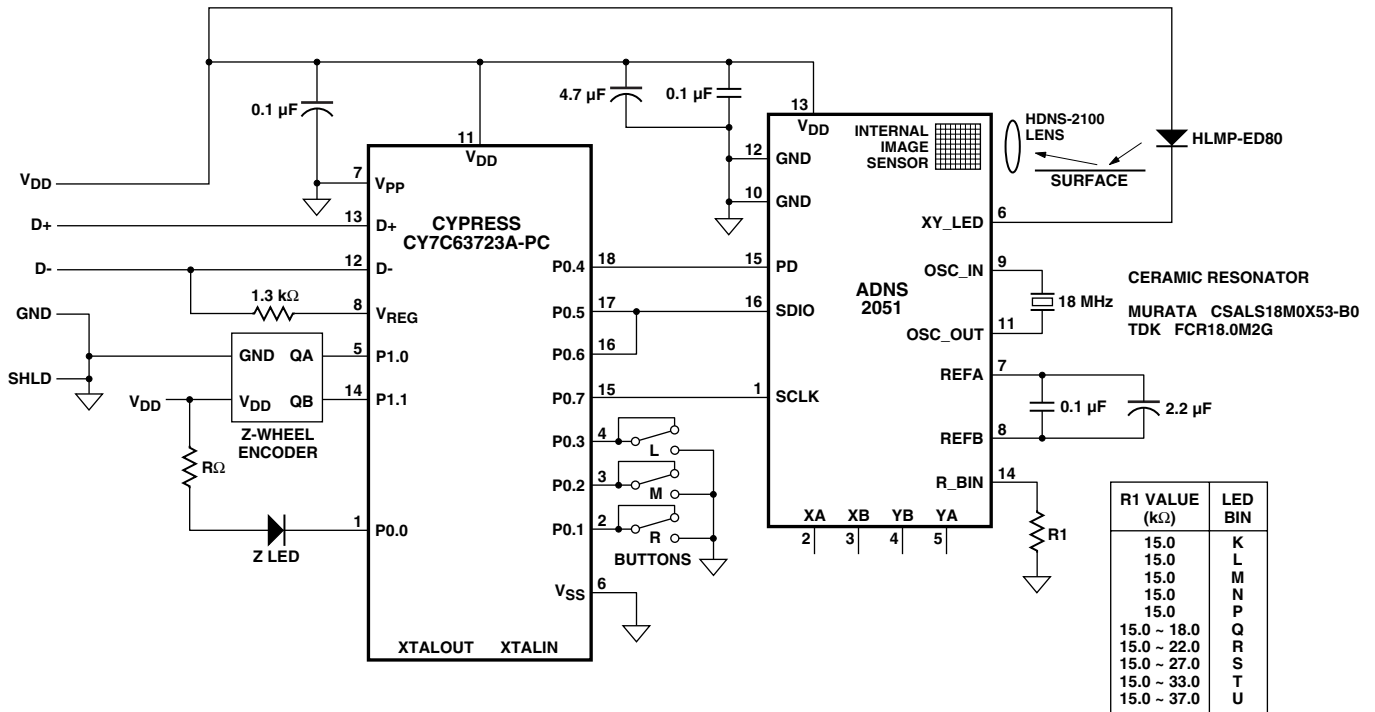 0.1 µF
4.7 µF
0.1 µF
13
VDD
INTERNAL
IMAGE
SENSOR
HDNS-2100
LENS
HLMP-ED80
SURFACE
11
VDD
12
GND
10
GND
VDD
7
VPP
D+
13
D+
D-
12
D-
CYPRESS
CY7C63723A-PC
6
XY_LED
P0.4
18
15
PD
9
OSC_IN
1.3 kΩ
GND
8
VREG
P0.5
17
16
SDIO
ADNS
2051
18 MHz
CERAMIC RESONATOR
MURATA CSALS18M0X53-B0
TDK FCR18.0M2G
11
OSC_OUT
GND
QA
5
P1.0
P0.6
16
SHLD
VDD
VDD
QB
14
P1.1
Z-WHEEL
ENCODER
P0.7
15
1
SCLK
7
REFA
0.1 µF
2.2 µF
8
REFB
RΩ
P0.3
4
L
P0.2
3
M
P0.1
2
R
BUTTONS
14
R_BIN
R1
1
P0.0
Z LED
XA
XB
YB
YA
2
3
4
5
VSS
6
XTALOUT
XTALIN
R1 VALUE
(kΩ)
LED
BIN
15.0 K
15.0 L
15.0 M
15.0 N
15.0 P
15.0 ~ 18.0 Q
15.0 ~ 22.0 R
15.0 ~ 27.0 S
15.0 ~ 33.0 T
15.0 ~ 37.0 U